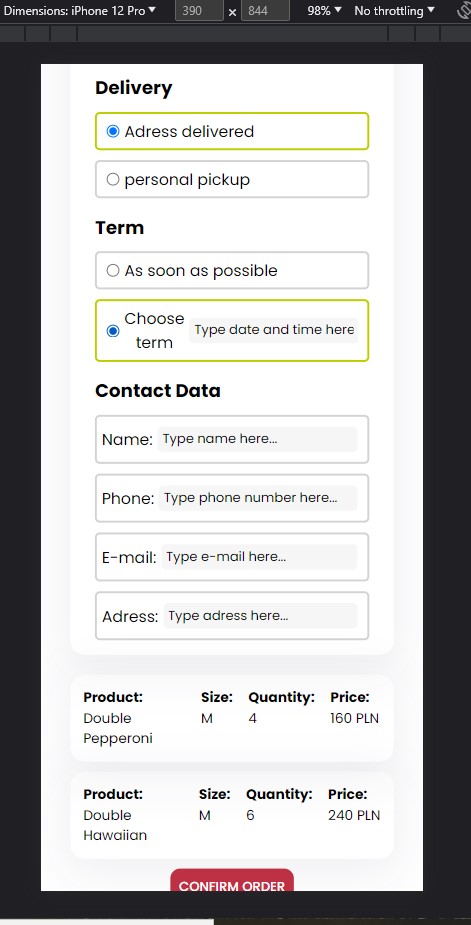 Dimensions: iPhone 12 Pro 390 x 844 98% No throttling
Delivery
Adress delivered
personal pickup
Term
As soon as possible
Choose
term
Type date and time here
Contact Data
Name: Type name here...
Phone: Type phone number here...
E-mail: Type e-mail here...
Adress: Type adress here...
Product: Size: Quantity: Price:
Double M 4 160 PLN
Pepperoni
Product: Size: Quantity: Price:
Double M 6 240 PLN
Hawaiian
CONFIRM ORDER